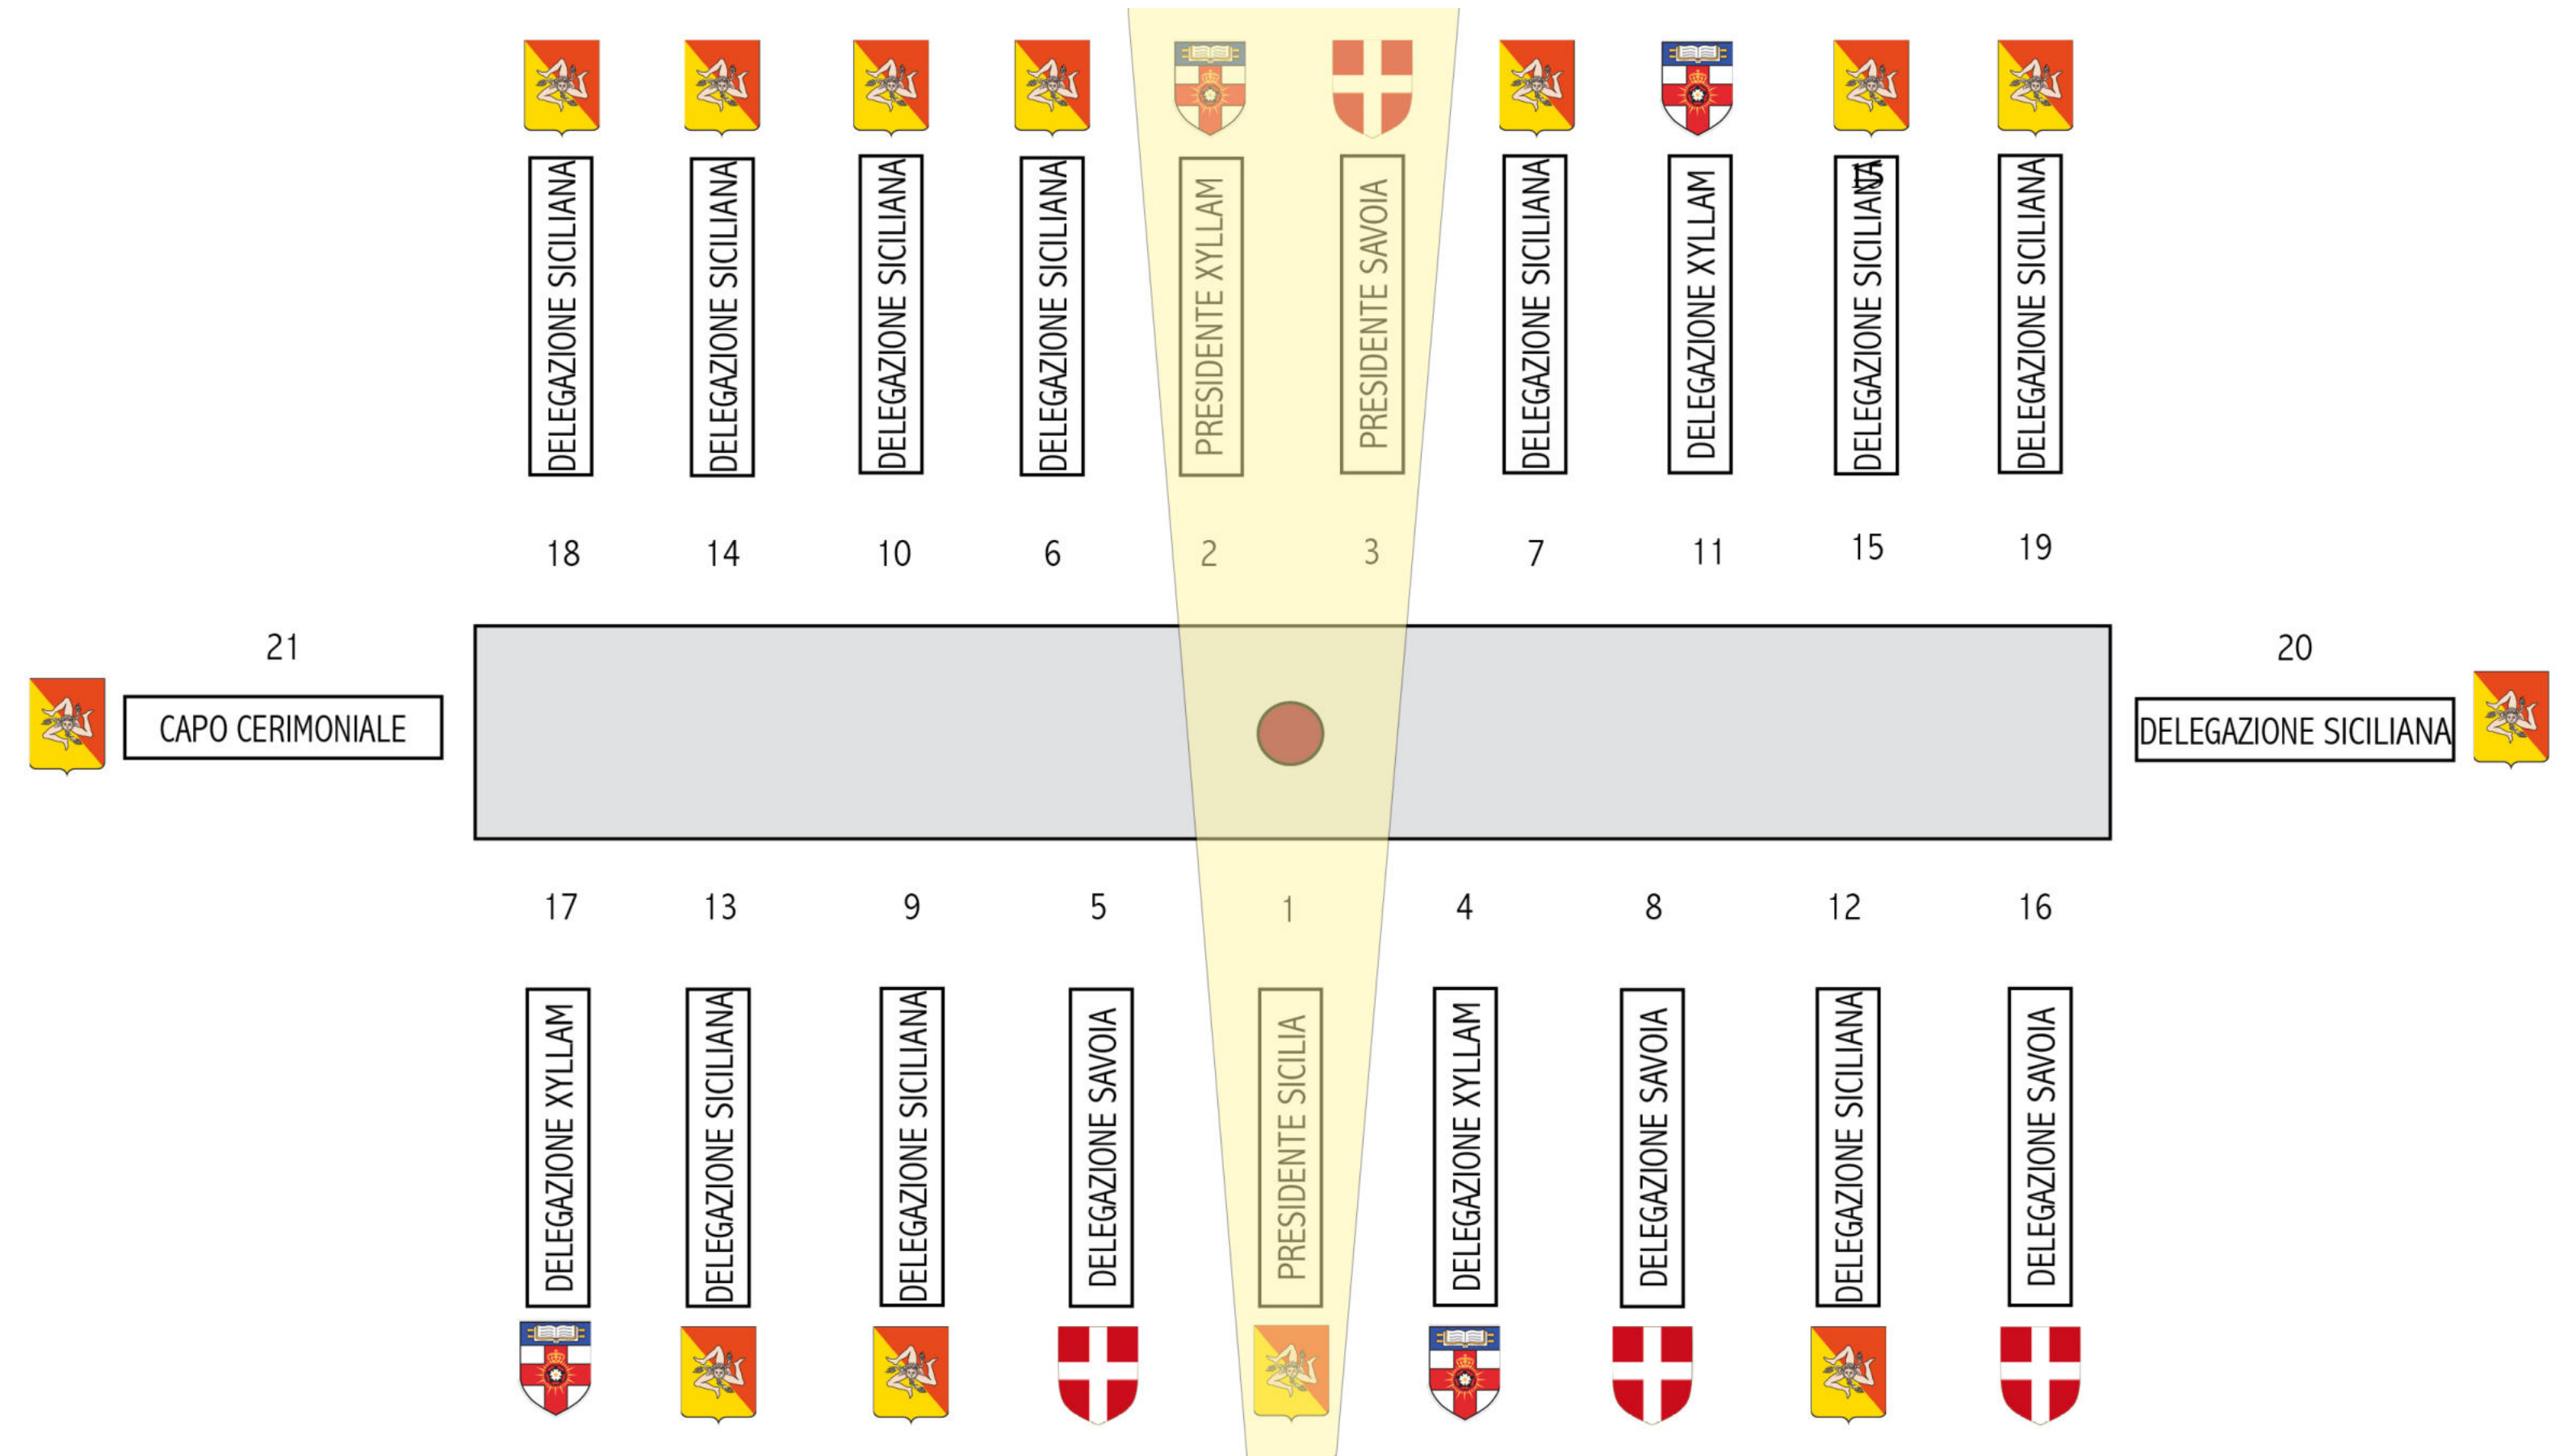 DELEGAZIONE SICILIANA
DELEGAZIONE SICILIANA
DELEGAZIONE SICILIANA
DELEGAZIONE SICILIANA
PRESIDENTE XYLLAM
PRESIDENTE SAVOIA
DELEGAZIONE SICILIANA
DELEGAZIONE XYLLAM
DELEGAZIONE SICILIANA
15
DELEGAZIONE SICILIANA
18 14 10 6 2 3 7 11 15 19
21
CAPO CERIMONIALE
20
DELEGAZIONE SICILIANA
17 13 9 5 1 4 8 12 16
DELEGAZIONE XYLLAM
DELEGAZIONE SICILIANA
DELEGAZIONE SICILIANA
DELEGAZIONE SAVOIA
PRESIDENTE SICILIA
DELEGAZIONE XYLLAM
DELEGAZIONE SAVOIA
DELEGAZIONE SICILIANA
DELEGAZIONE SAVOIA